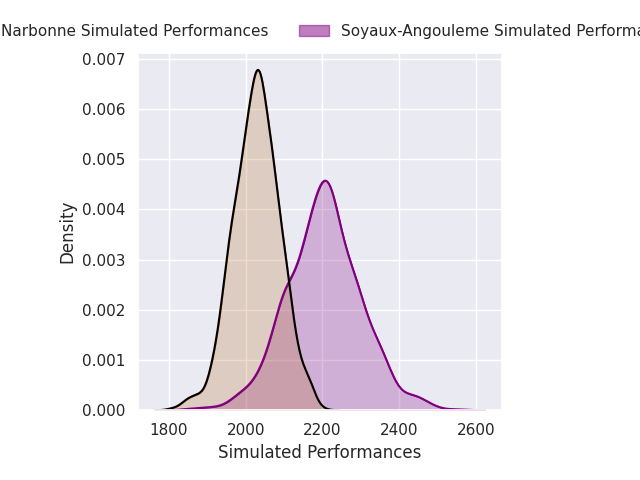 Narbonne Simulated Performances
Soyaux-Angouleme Simulated
0.007
0.006
0.005
0.004
0.003
0.002
0.001
0.000
Density
1800 2000 2200 2400 2600
Simulated Performances